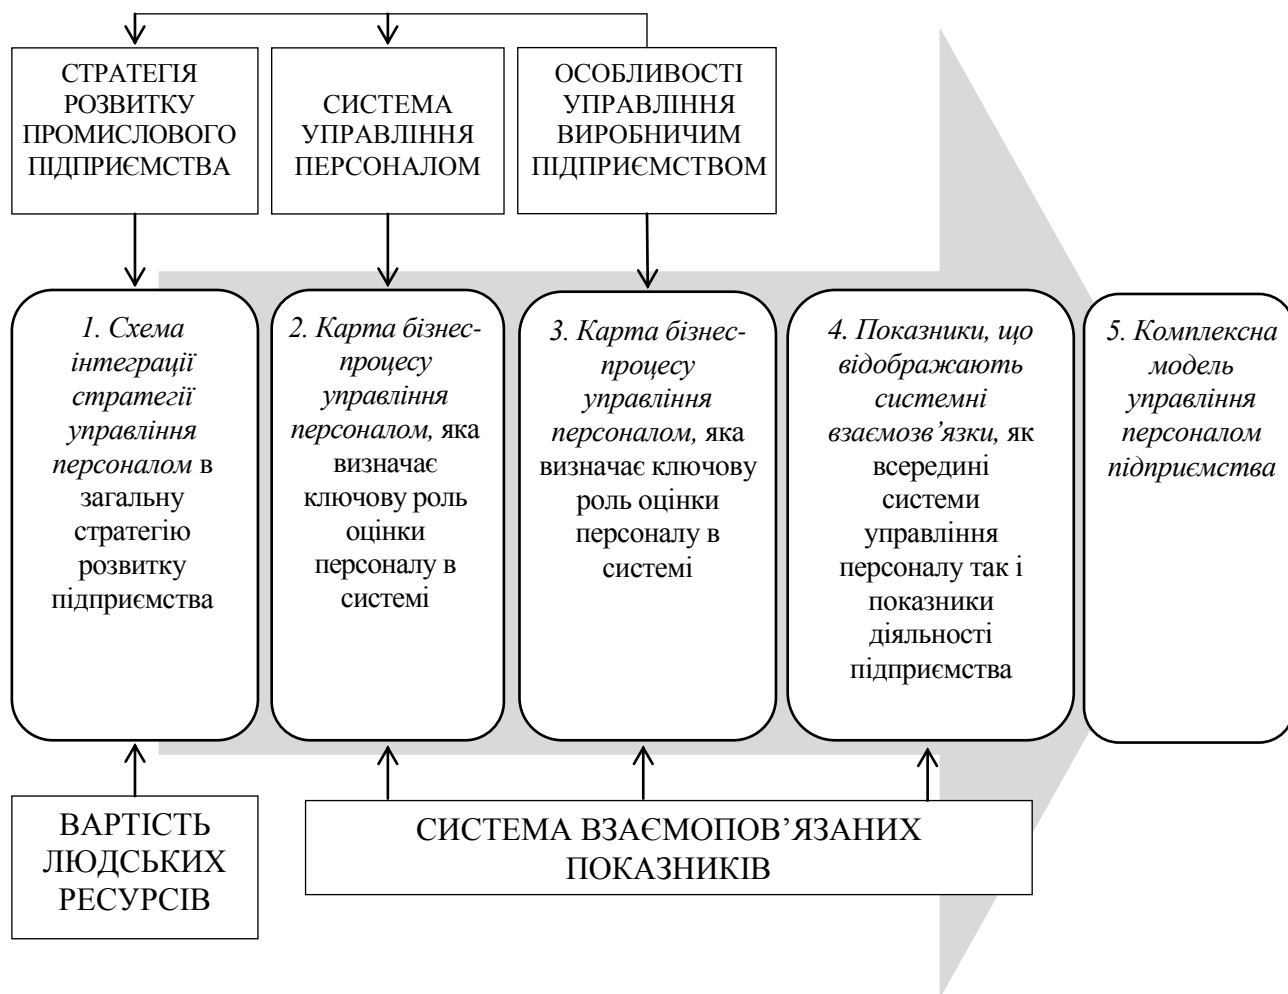 СТРАТЕГІЯ
РОЗВИТКУ
ПРОМИСЛОВОГО
ПІДПРИЄМСТВА
СИСТЕМА
УПРАВЛІННЯ
ПЕРСОНАЛОМ
ОСОБЛИВОСТІ
УПРАВЛІННЯ
ВИРОБНИЧИМ
ПІДПРИЄМСТВОМ
1. Схема
інтеграції
стратегії
управління
персоналом в
загальну
стратегію
розвитку
підприємства
2. Карта бізнес-
процесу
управління
персоналом, яка
визначає
ключову роль
оцінки
персоналу в
системі
3. Карта бізнес-
процесу
управління
персоналом, яка
визначає ключову
роль оцінки
персоналу в
системі
4. Показники, що
відображають
системні
взаємозв’язки, як
всередині
системи
управління
персоналу так і
показники
діяльності
підприємства
5. Комплексна
модель
управління
персоналом
підприємства
ВАРТІСТЬ
ЛЮДСЬКИХ
РЕСУРСІВ
СИСТЕМА ВЗАЄМОПОВ’ЯЗАНИХ
ПОКАЗНИКІВ